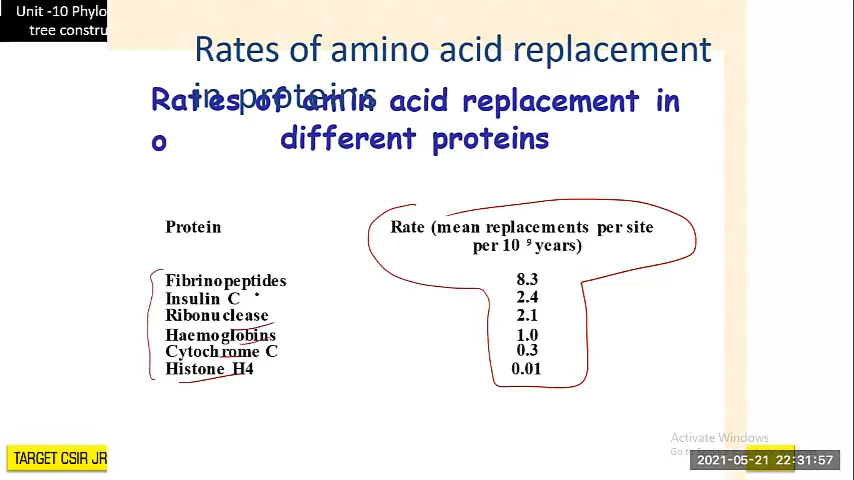 Unit -10 Phylo
tree constru
Rates of amino acid replacement
in proteins
Rates of amin acid replacement in
o different proteins
Protein Rate (mean replacements per site
per 10 9 years)
Fibrinopeptides 8.3
Insulin C 2.4
Ribonuclease 2.1
Haemoglobins 1.0
Cytochrome C 0.3
Histone H4 0.01
Activate Windows
Go to
TARGET CSIR JR
2021-05-21 22:31:57